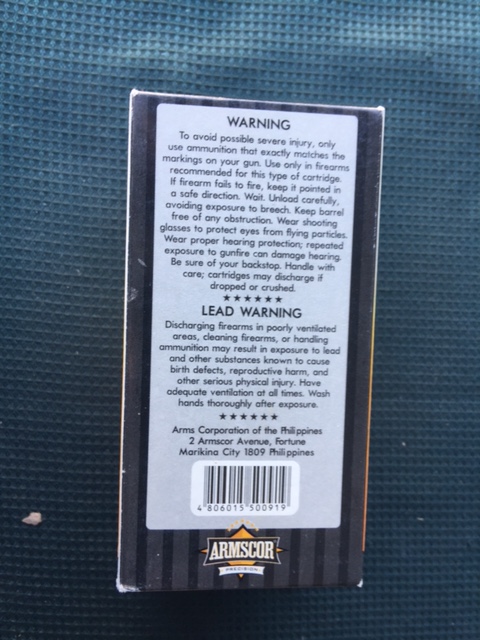 WARNING
To avoid possible severe injury, only
use ammunition that exactly matches the
markings on your gun. Use only in firearms
recommended for this type of cartridge.
If firearm fails to fire, keep it pointed in
a safe direction. Wait. Unload carefully,
avoiding exposure to breech. Keep barrel
free of any obstruction. Wear shooting
glasses to protect eyes from flying particles.
Wear proper hearing protection; repeated
exposure to gunfire can damage hearing.
Be sure of your backstop. Handle with
care; cartridges may discharge if
dropped or crushed.
★★★★★★
LEAD WARNING
Discharging firearms in poorly ventilated
areas, cleaning firearms, or handling
ammunition may result in exposure to lead
and other substances known to cause
birth defects, reproductive harm, and
other serious physical injury. Have
adequate ventilation at all times. Wash
hands thoroughly after exposure.
★★★★★★
Arms Corporation of the Philippines
2 Armscor Avenue, Fortune
Marikina City 1809 Philippines
4 806015 500919
ARMSCOR
PRECISION